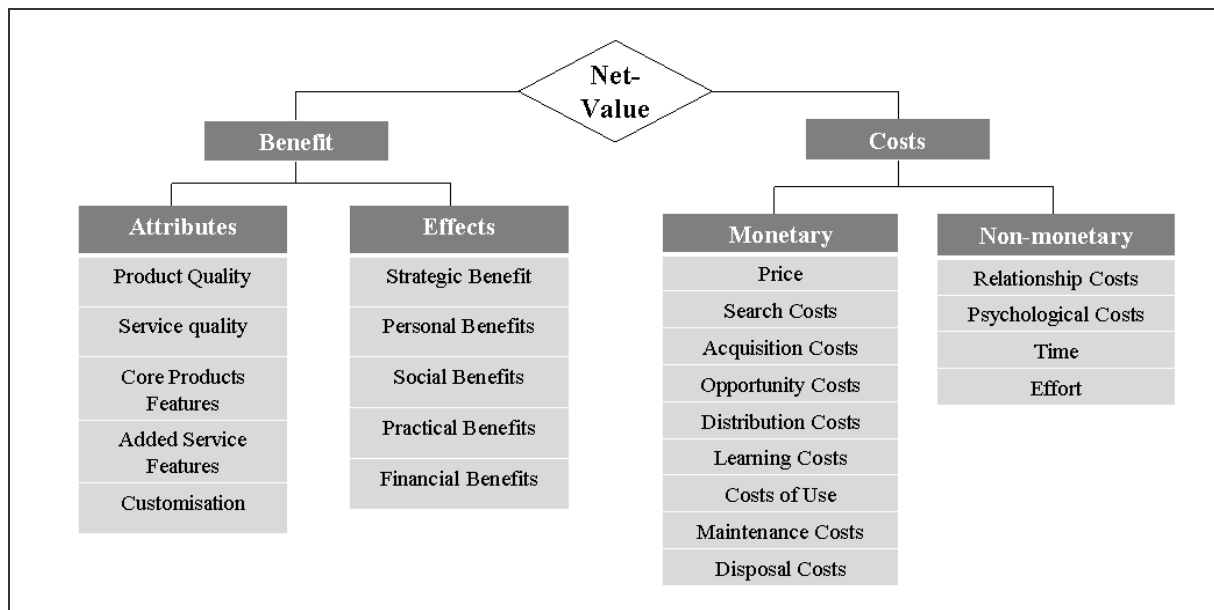 Net-
Value
Benefit
Costs
Attributes
Product Quality
Service quality
Core Products
Features
Added Service
Features
Customisation
Effects
Strategic Benefit
Personal Benefits
Social Benefits
Practical Benefits
Financial Benefits
Monetary
Price
Search Costs
Acquisition Costs
Opportunity Costs
Distribution Costs
Learning Costs
Costs of Use
Maintenance Costs
Disposal Costs
Non-monetary
Relationship Costs
Psychological Costs
Time
Effort